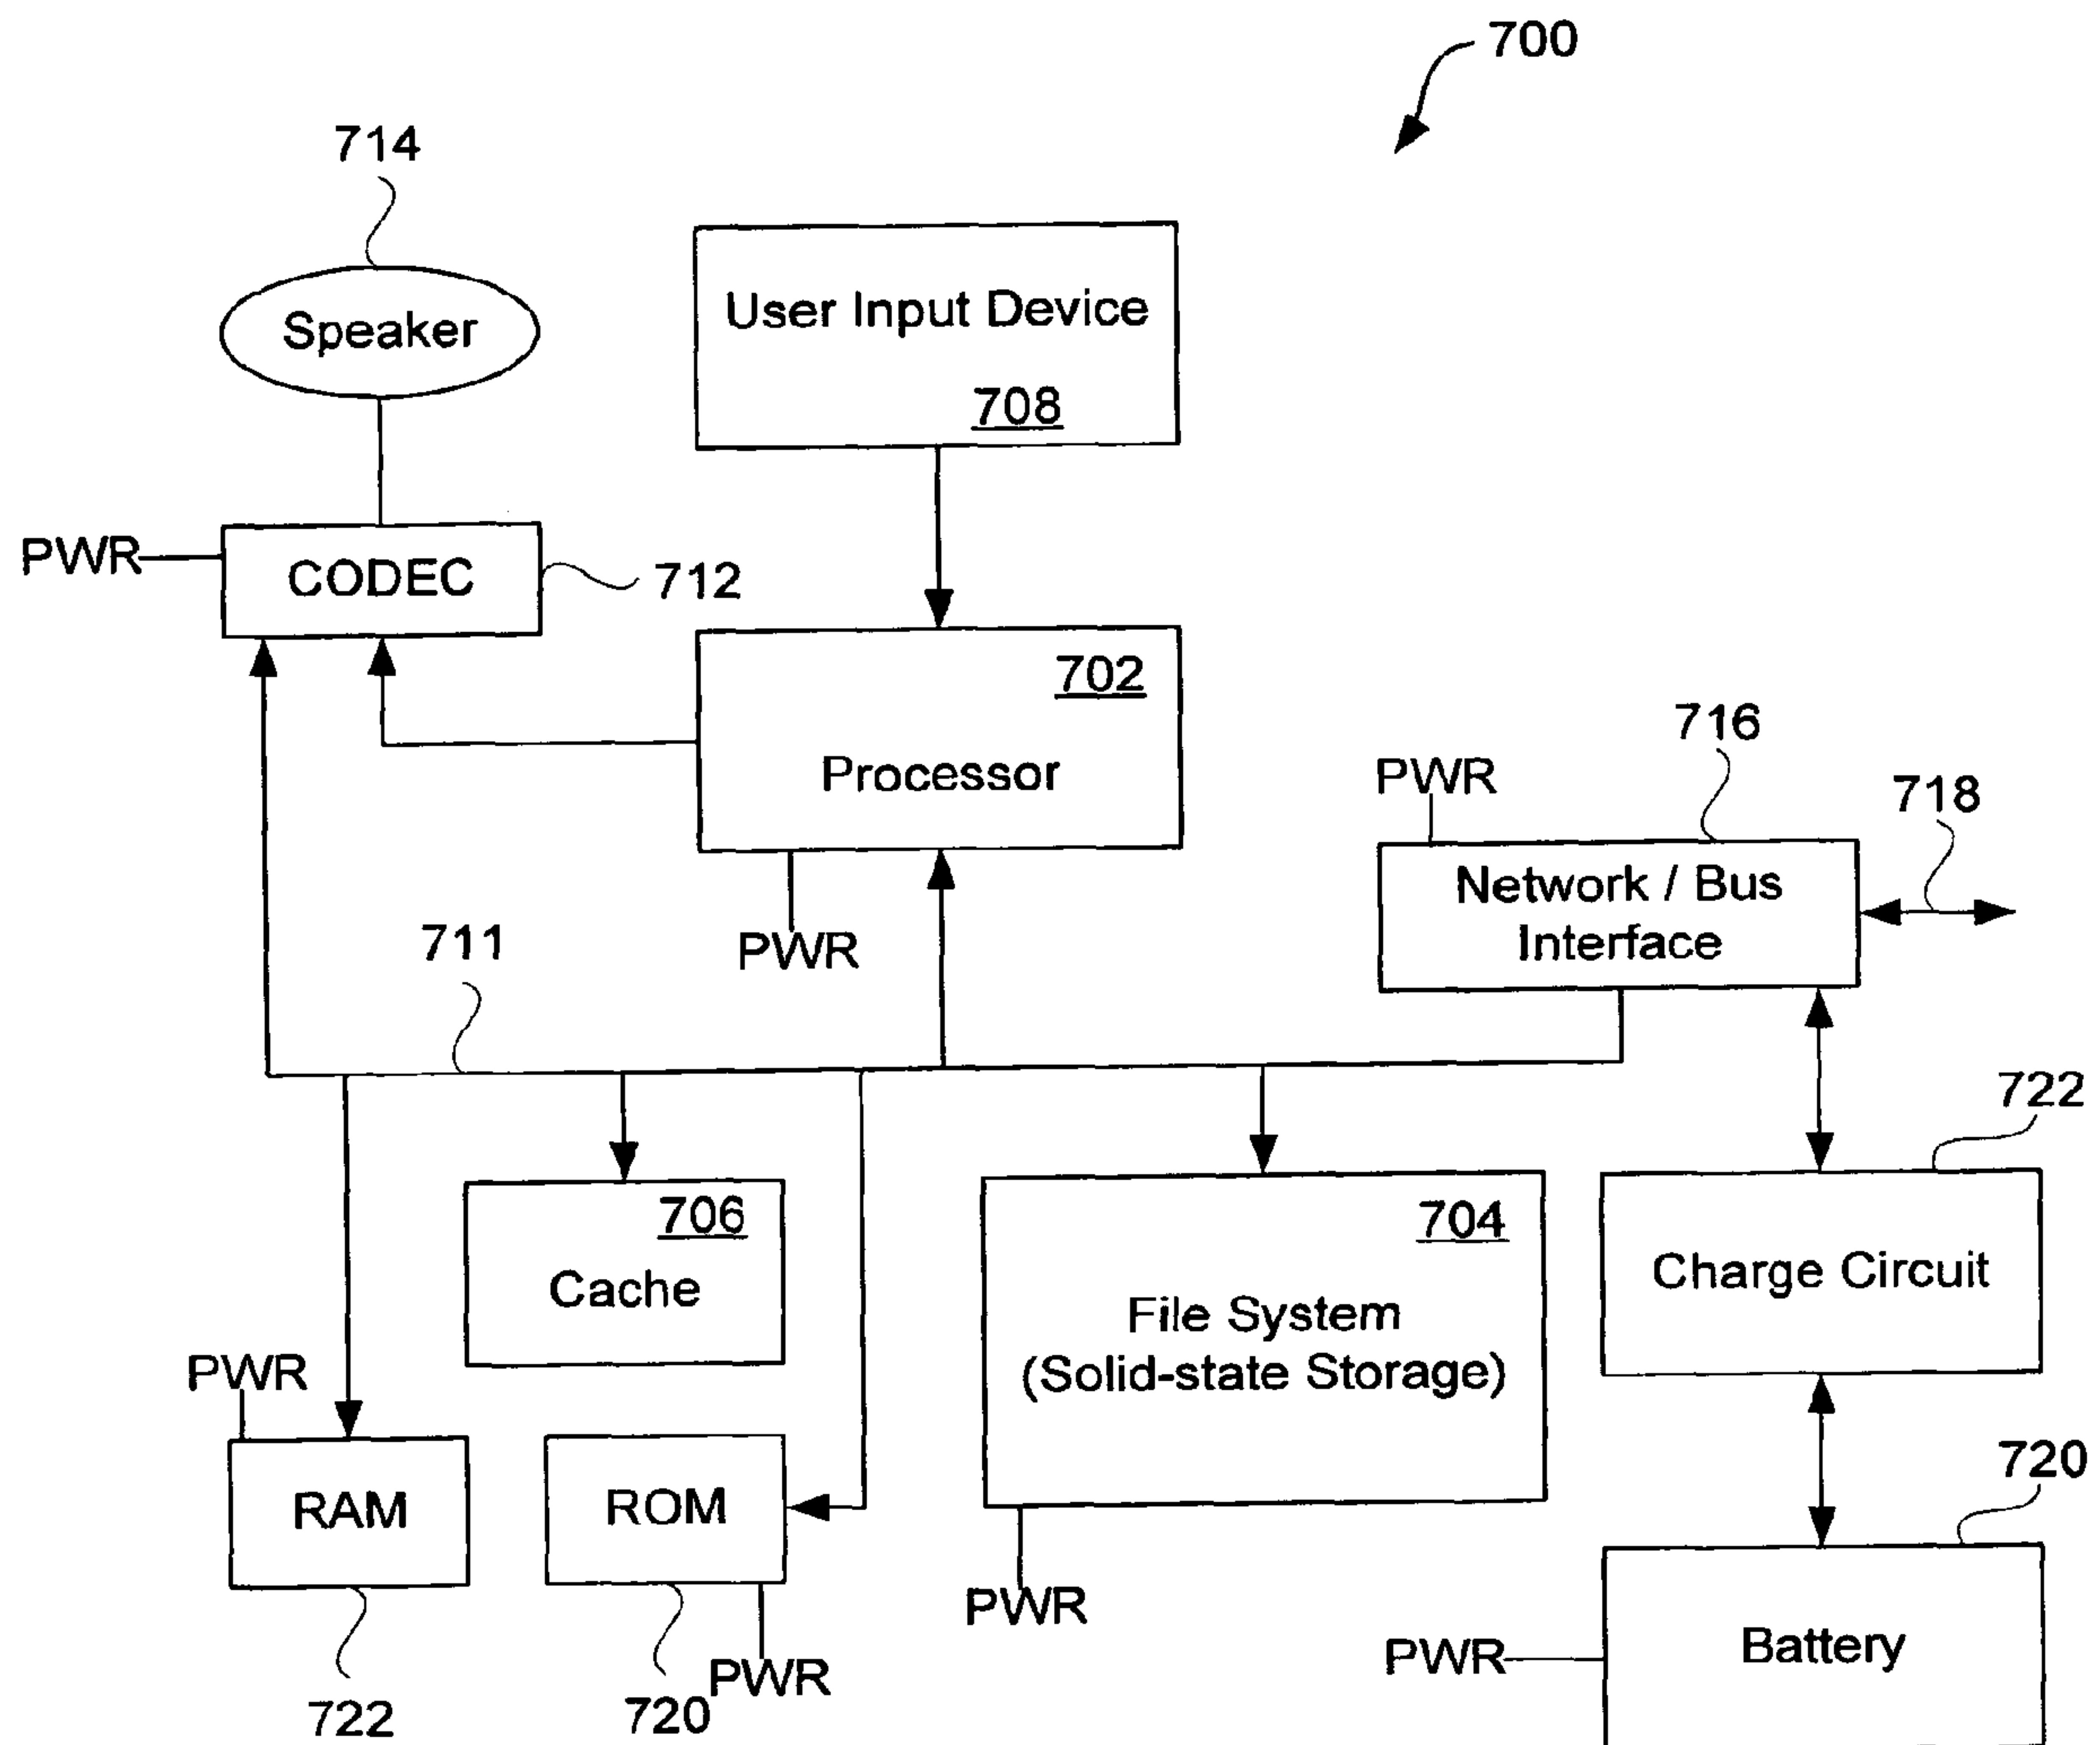 700
714
Speaker
User Input Device
708
PWR
CODEC
712
702
Processor
PWR
716
PWR
718
Network / Bus
Interface
711
722
706
Cache
704
File System
(Solid-state Storage)
Charge Circuit
PWR
RAM
ROM
720
PWR
PWR
Battery
PWR
722
720